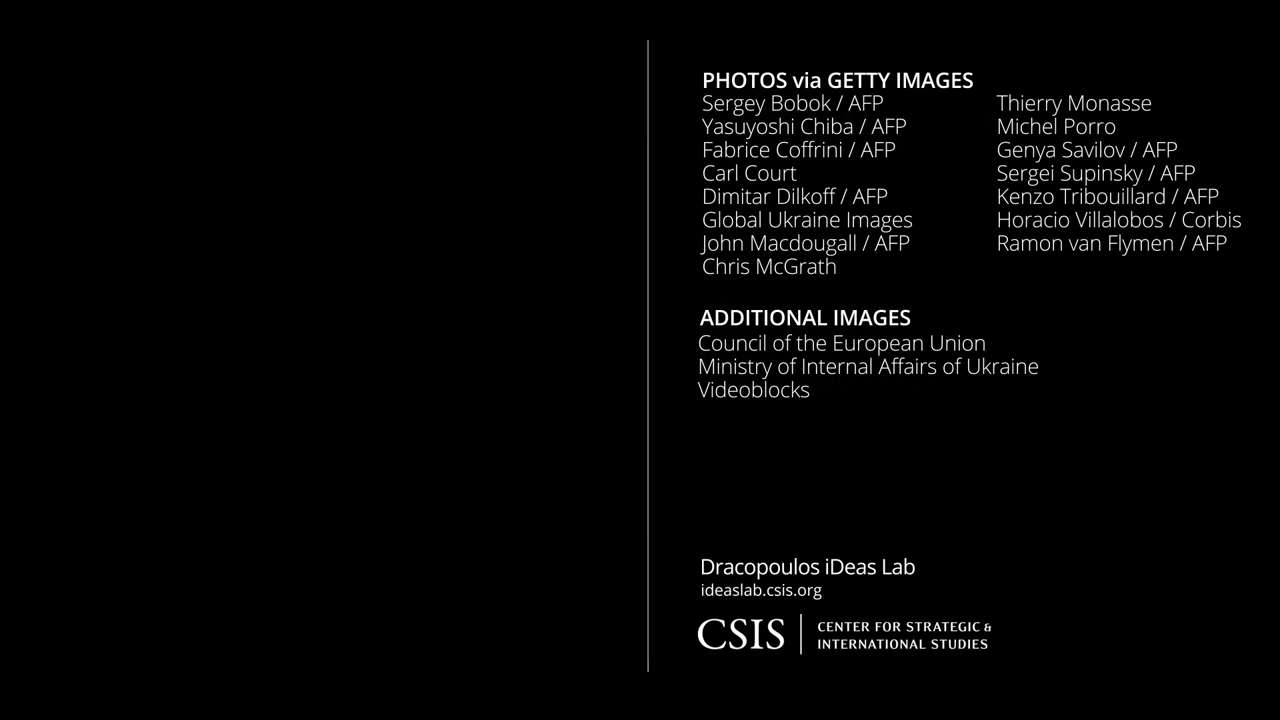 PHOTOS via GETTY IMAGES
Sergey Bobok / AFP
Yasuyoshi Chiba / AFP
Fabrice Coffrini / AFP
Carl Court
Dimitar Dilkoff / AFP
Global Ukraine Images
John Macdougall / AFP
Chris McGrath
Thierry Monasse
Michel Porro
Genya Savilov / AFP
Sergei Supinsky / AFP
Kenzo Tribouillard / AFP
Horacio Villalobos / Corbis
Ramon van Flymen / AFP
ADDITIONAL IMAGES
Council of the European Union
Ministry of Internal Affairs of Ukraine
Videoblocks
Dracopoulos iDeas Lab
ideaslab.csis.org
CSIS
CENTER FOR STRATEGIC &
INTERNATIONAL STUDIES